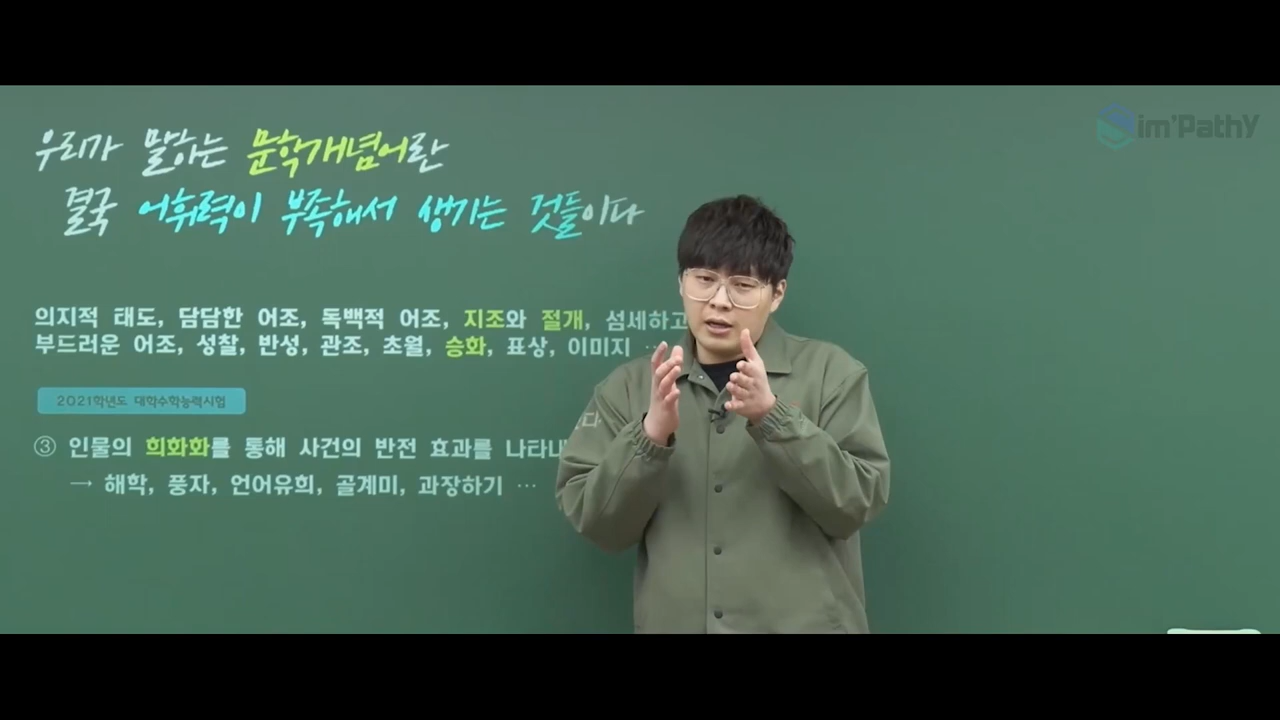 im'PathY
우리가 말하는 문학개념어란
결국 어휘력이 부족해서 생기는 것들이다
의지적 태도, 담담한 어조, 독백적 어조, 지조와 절개, 섬세하고
부드러운 어조, 성찰, 반성, 관조, 초월, 승화, 표상, 이미지 …
2021학년도 대학수학능력시험
③ 인물의 희화화를 통해 사건의 반전 효과를 나타내
다
→ 해학, 풍자, 언어유희, 골계미, 과장하기 …